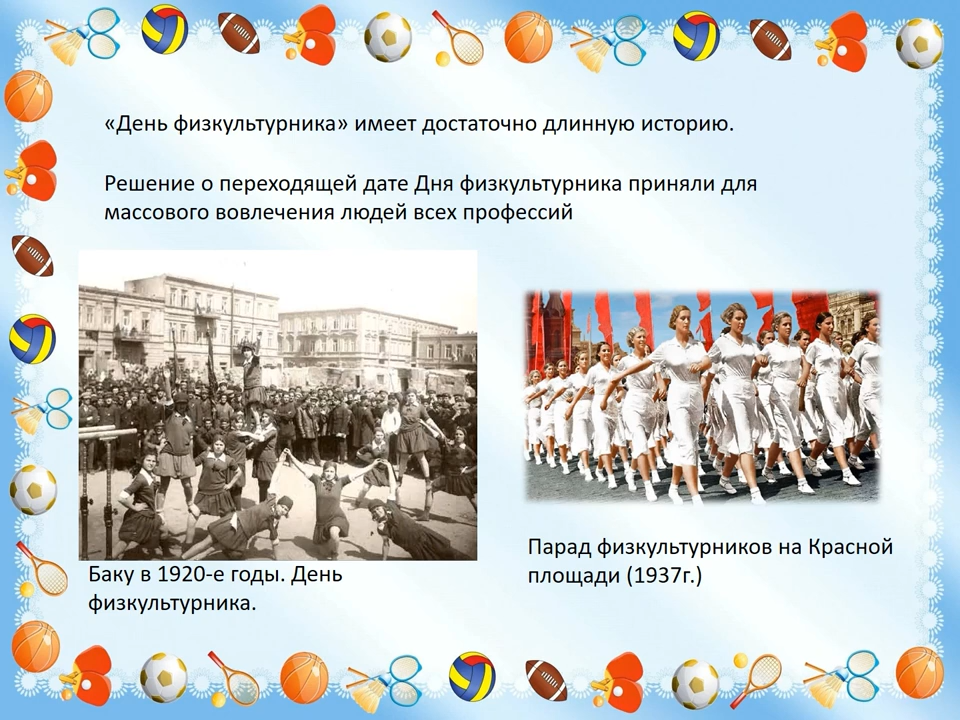 «День физкультурника» имеет достаточно длинную историю.
Решение о переходящей дате Дня физкультурника приняли для
массового вовлечения людей всех профессий
Баку в 1920-е годы. День
физкультурника.
Парад физкультурников на Красной
площади (1937г.)